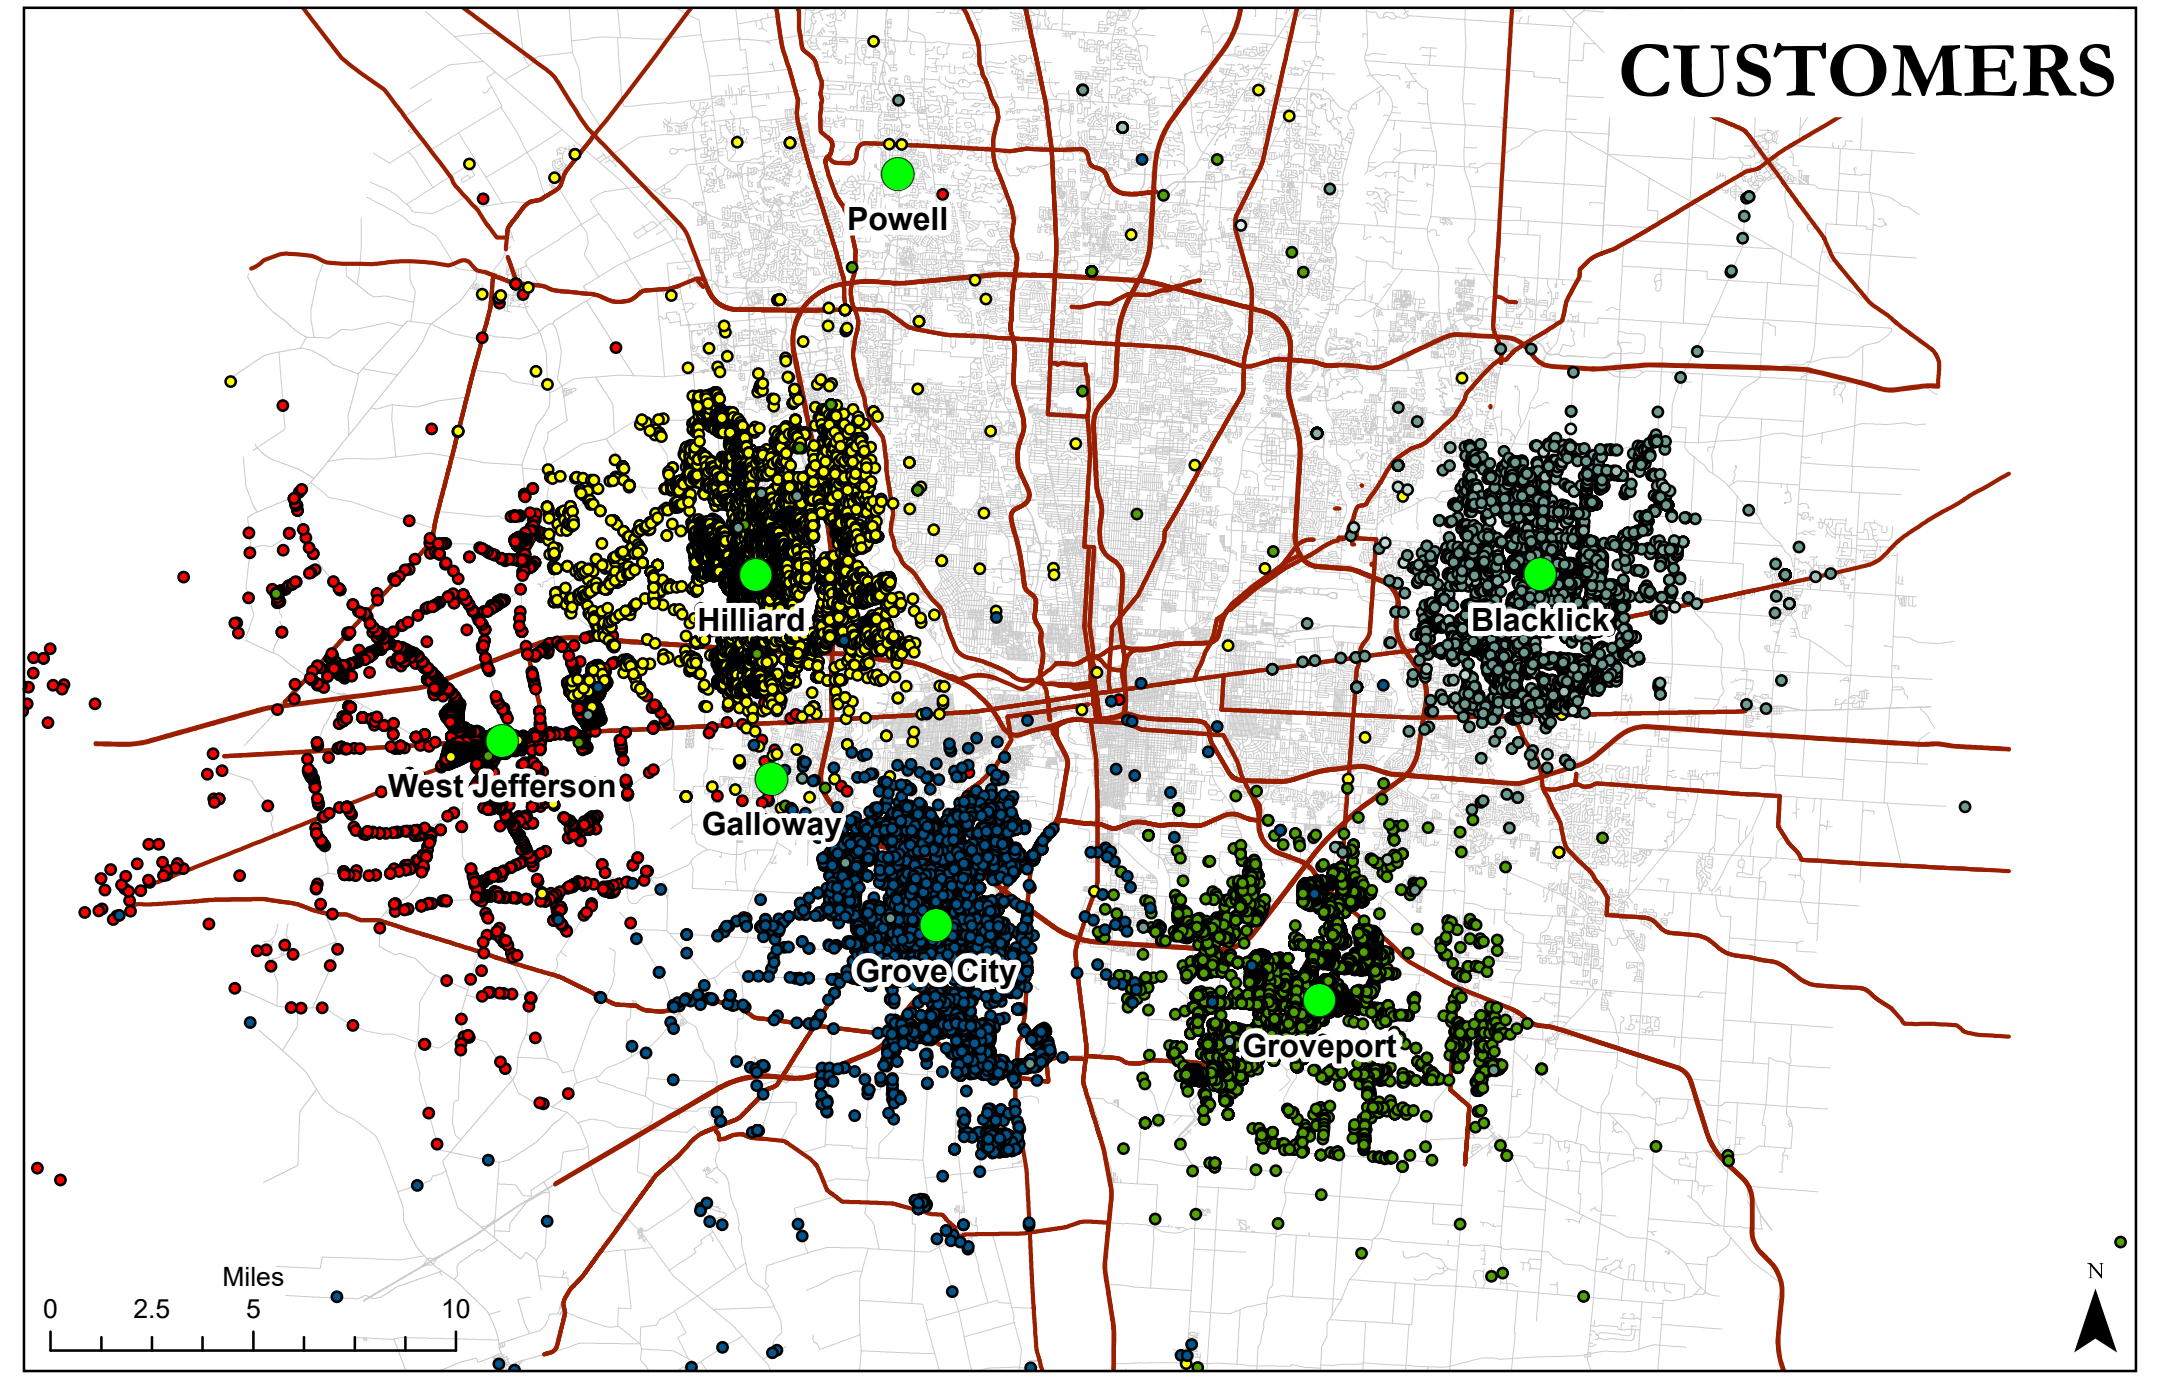 CUSTOMERS
Powell
Hilliard
Blacklick
West Jefferson
Galloway
Grove City
Groveport
Miles
0 2.5 5 10
N